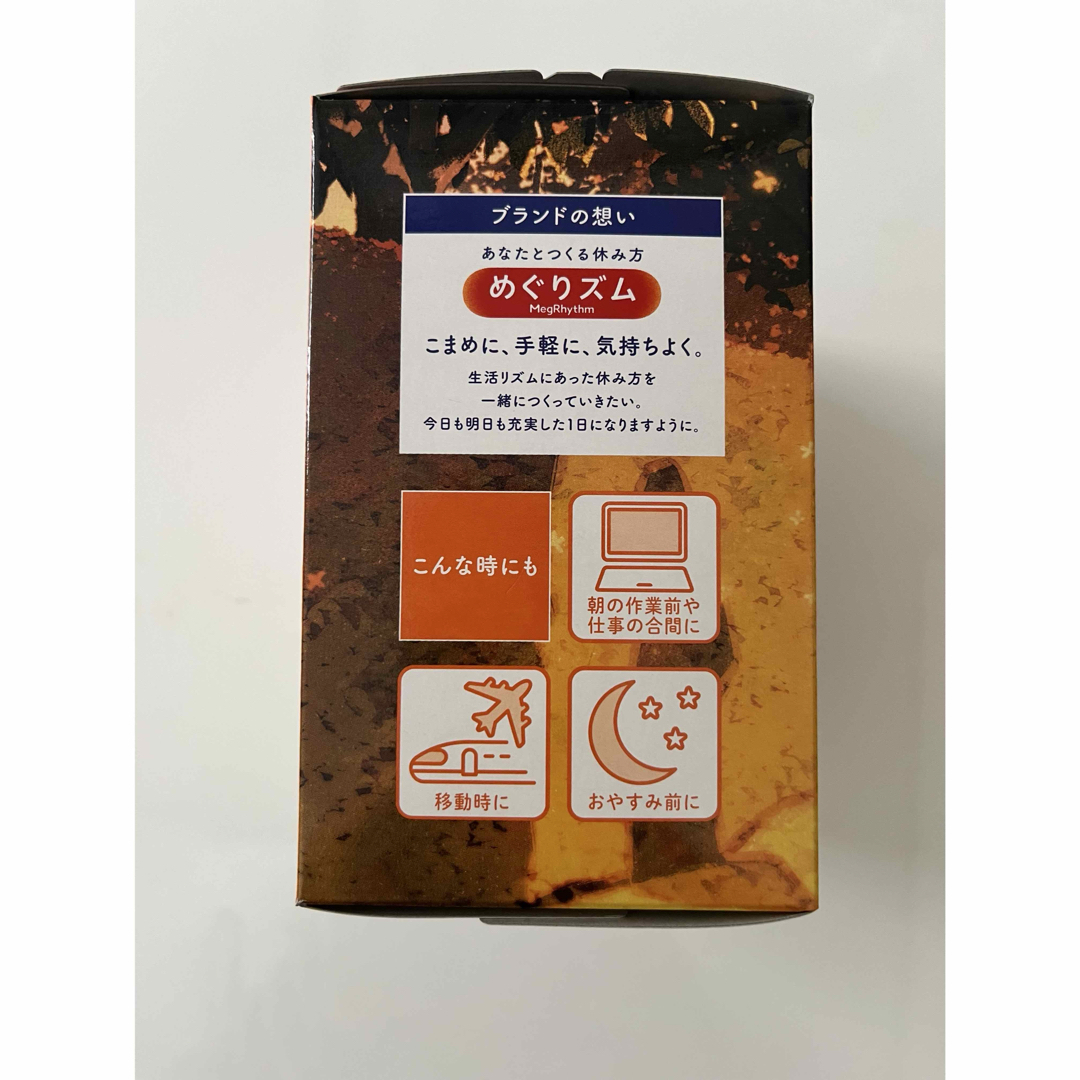 ブランドの想い
あなたとつくる休み方
めぐりズム
MegRhythm
こまめに、手軽に、気持ちよく。
生活リズムにあった休み方を
一緒につくっていきたい。
今日も明日も充実した1日になりますように。
こんな時にも
朝の作業前や
仕事の合間に
移動時に
おやすみ前に